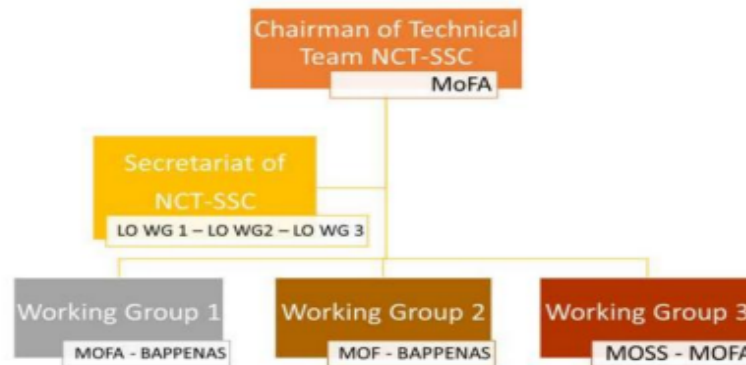 Chairman of Technical
Team NCT-SSC
MoFA
Secretariat of
NCT-SSC
LO WG 1 – LO WG2 – LO WG 3
Working Group 1
MOFA - BAPPENAS
Working Group 2
MOF - BAPPENAS
Working Group 3
MOSS - MOFA